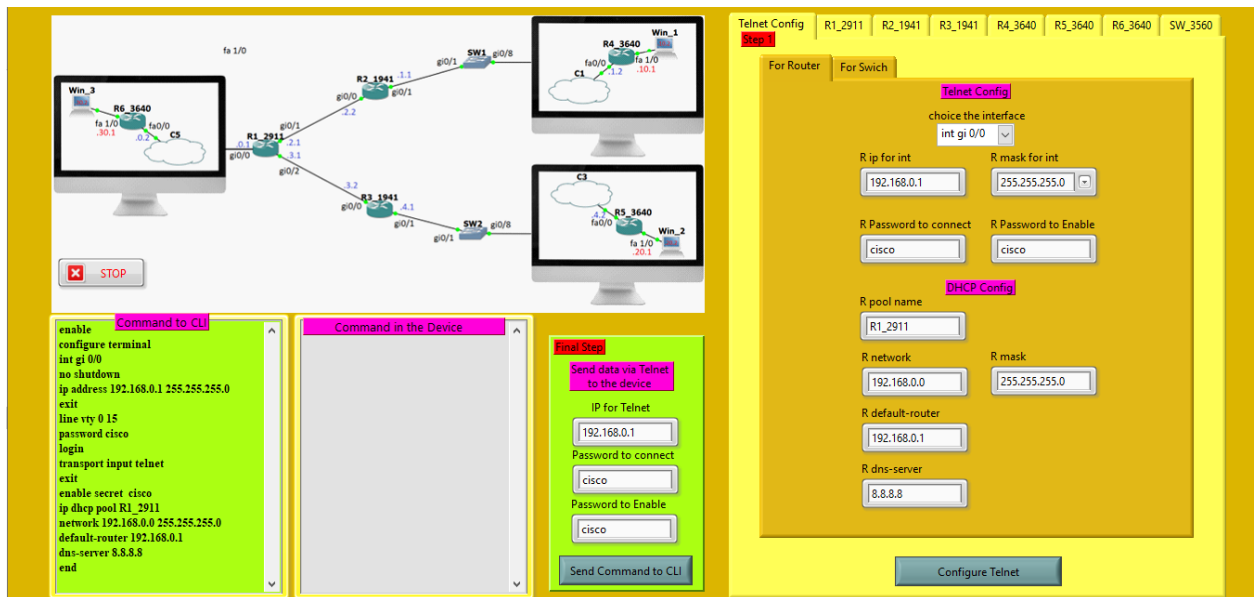 fa 1/0
Win_3
R6_3640
fa 1/0
fa0/0
.30.1
.0.2
C5
.0.1
R1_2911
gi0/0
gi0/1
.2.1
.3.1
gi0/2
R2_1941
gi0/0
.2.2
.1.1
gi0/1
gi0/1
SW1
gi0/8
R4_3640
Win_1
fa0/0
fa 1/0
C1
.1.2
.10.1
.3.2
R3_1941
gi0/0
.4.1
gi0/1
gi0/1
SW2
gi0/8
C3
.4.2
R5_3640
fa0/0
Win_2
fa 1/0
.20.1
STOP
Command to CLI
enable
configure terminal
int gi 0/0
no shutdown
ip address 192.168.0.1 255.255.255.0
exit
line vty 0 15
password cisco
login
transport input telnet
exit
enable secret  cisco
ip dhcp pool R1_2911
network 192.168.0.0 255.255.255.0
default-router 192.168.0.1
dns-server 8.8.8.8
end
Command in the Device
Final Step
Send data via Telnet
to the device
IP for Telnet
192.168.0.1
Password to connect
cisco
Password to Enable
cisco
Send Command to CLI
Telnet Config
R1_2911
R2_1941
R3_1941
R4_3640
R5_3640
R6_3640
SW_3560
Step 1
For Router
For Swich
Telnet Config
choice the interface
int gi 0/0
R ip for int
R mask for int
192.168.0.1
255.255.255.0
R Password to connect
R Password to Enable
cisco
cisco
DHCP Config
R pool name
R1_2911
R network
R mask
192.168.0.0
255.255.255.0
R default-router
192.168.0.1
R dns-server
8.8.8.8
Configure Telnet